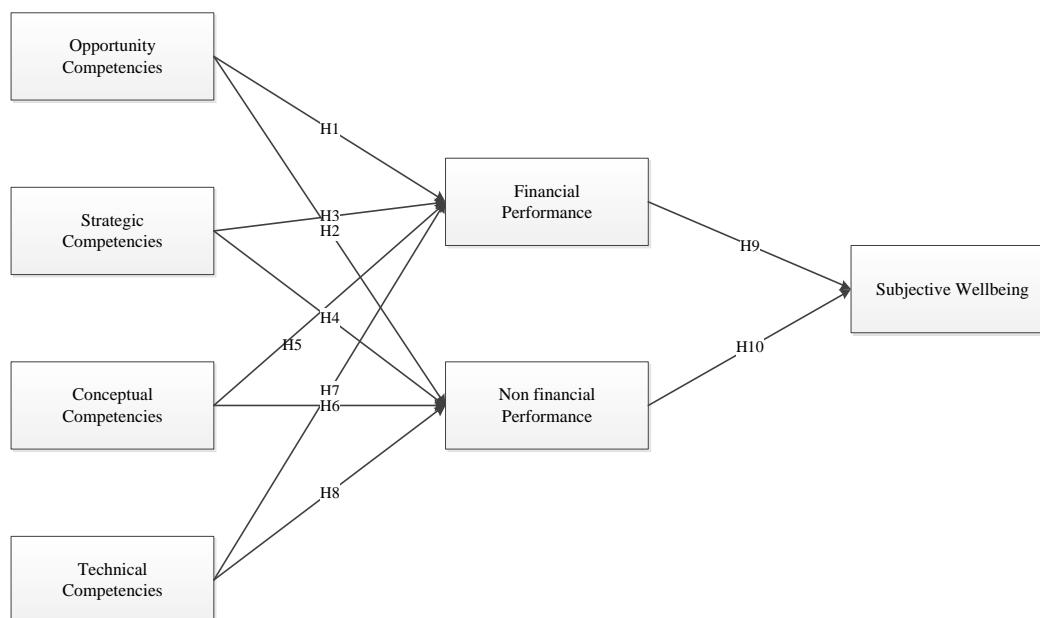 Opportunity
Competencies
H1
Financial
Performance
Strategic
Competencies
H3
H2
H9
Subjective Wellbeing
H4
H5
H10
Conceptual
Competencies
H7
H6
Non financial
Performance
H8
Technical
Competencies